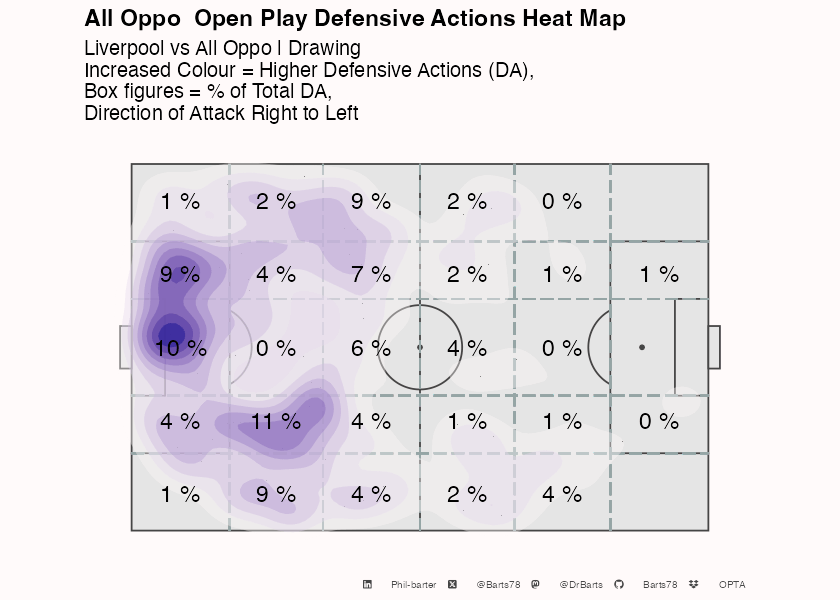 All Oppo  Open Play Defensive Actions Heat Map
Liverpool vs All Oppo I Drawing
Increased Colour = Higher Defensive Actions (DA),
Box figures = % of Total DA,
Direction of Attack Right to Left
1 % 2 % 9 % 2 % 0 %
9 % 4 % 7 % 2 % 1 % 1 %
10 % 0 % 6 % 4 % 0 %
4 % 11 % 4 % 1 % 1 % 0 %
1 % 9 % 4 % 2 % 4 %
Phil-barter @Barts78 @DrBarts Barts78 OPTA